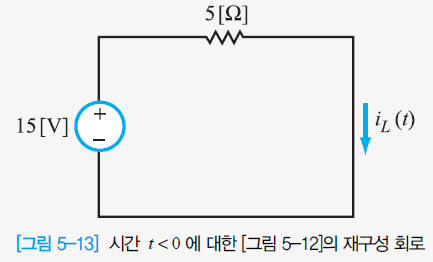 5[Ω]
15[V]
+
−
i_L (t)
[그림 5-13] 시간 t<0에 대한 [그림 5-12]의 재구성 회로